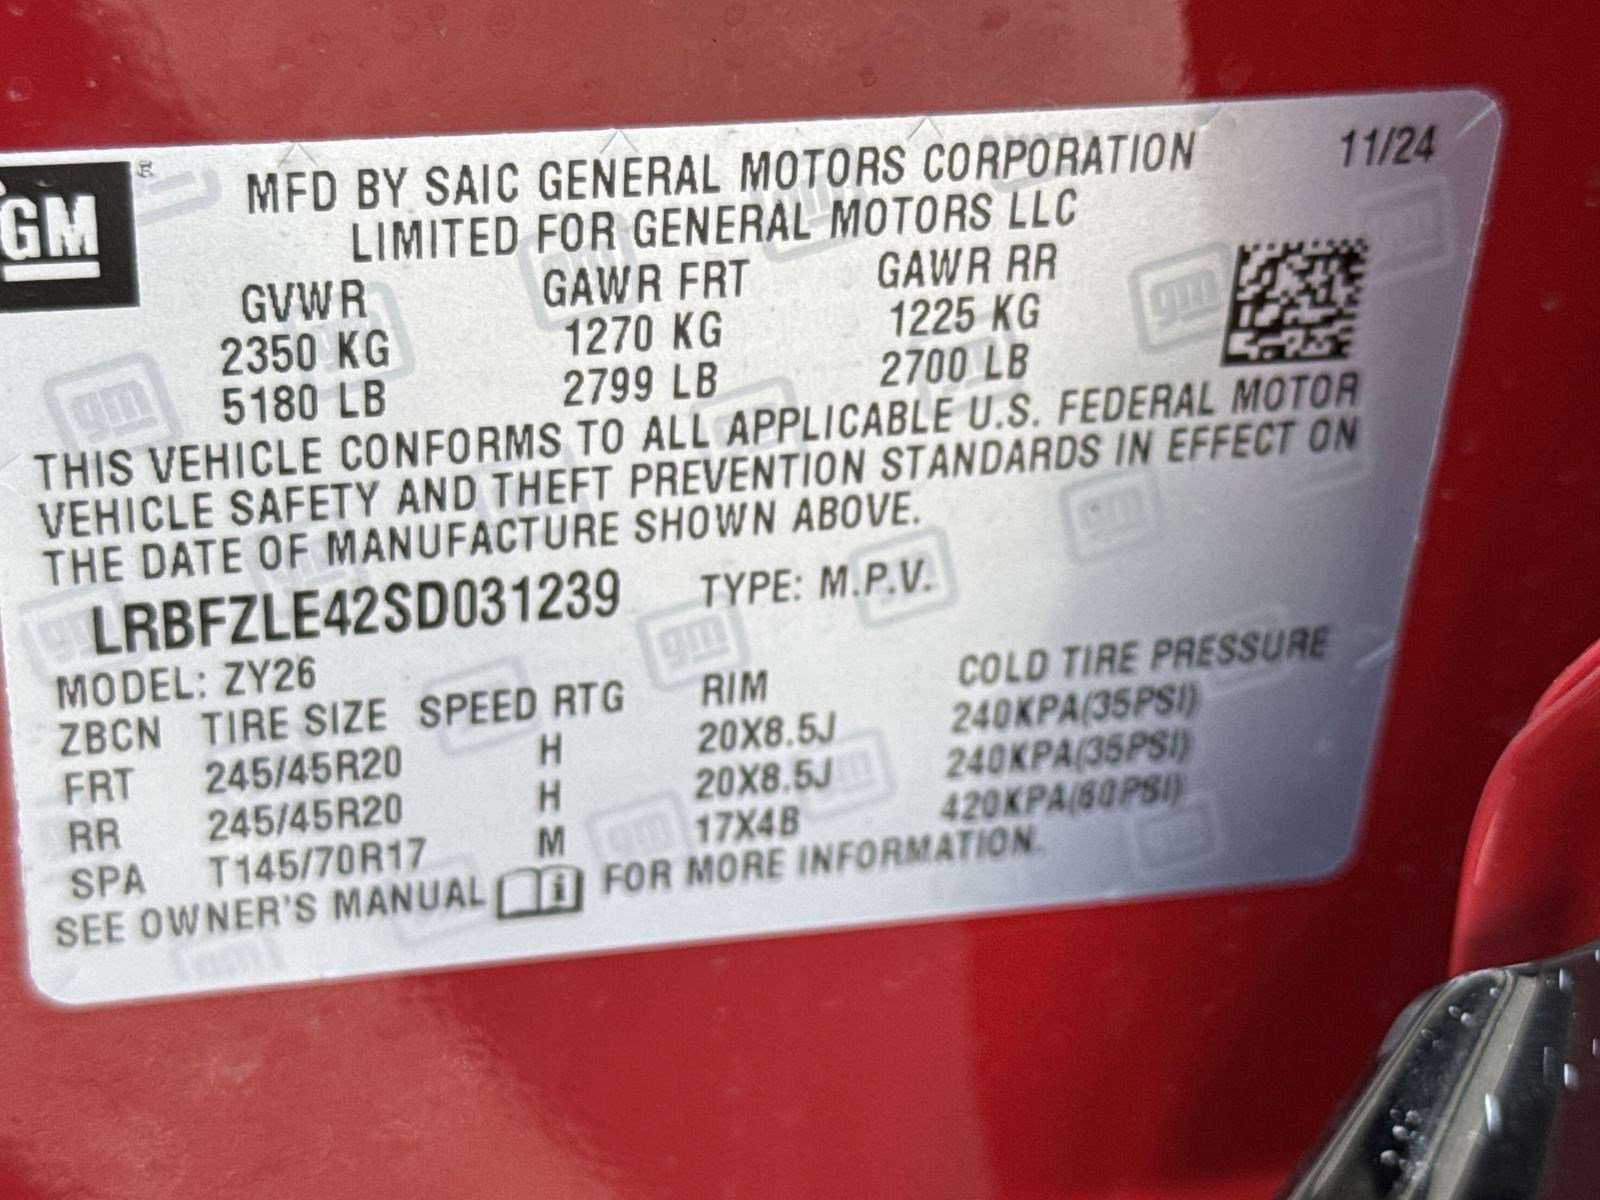 GM
MFD BY SAIC GENERAL MOTORS CORPORATION 11/24
LIMITED FOR GENERAL MOTORS LLC
GVWR GAWR FRT GAWR RR
2350 KG 1270 KG 1225 KG
5180 LB 2799 LB 2700 LB
THIS VEHICLE CONFORMS TO ALL APPLICABLE U.S. FEDERAL MOTOR
VEHICLE SAFETY AND THEFT PREVENTION STANDARDS IN EFFECT ON
THE DATE OF MANUFACTURE SHOWN ABOVE.
LRBFZLE42SD031239 TYPE: M.P.V.
MODEL: ZY26
ZBCN TIRE SIZE SPEED RTG RIM COLD TIRE PRESSURE
FRT 245/45R20 H 20X8.5J 240KPA(35PSI)
RR 245/45R20 H 20X8.5J 240KPA(35PSI)
SPA T145/70R17 M 17X4B 420KPA(60PSI)
SEE OWNER'S MANUAL FOR MORE INFORMATION.